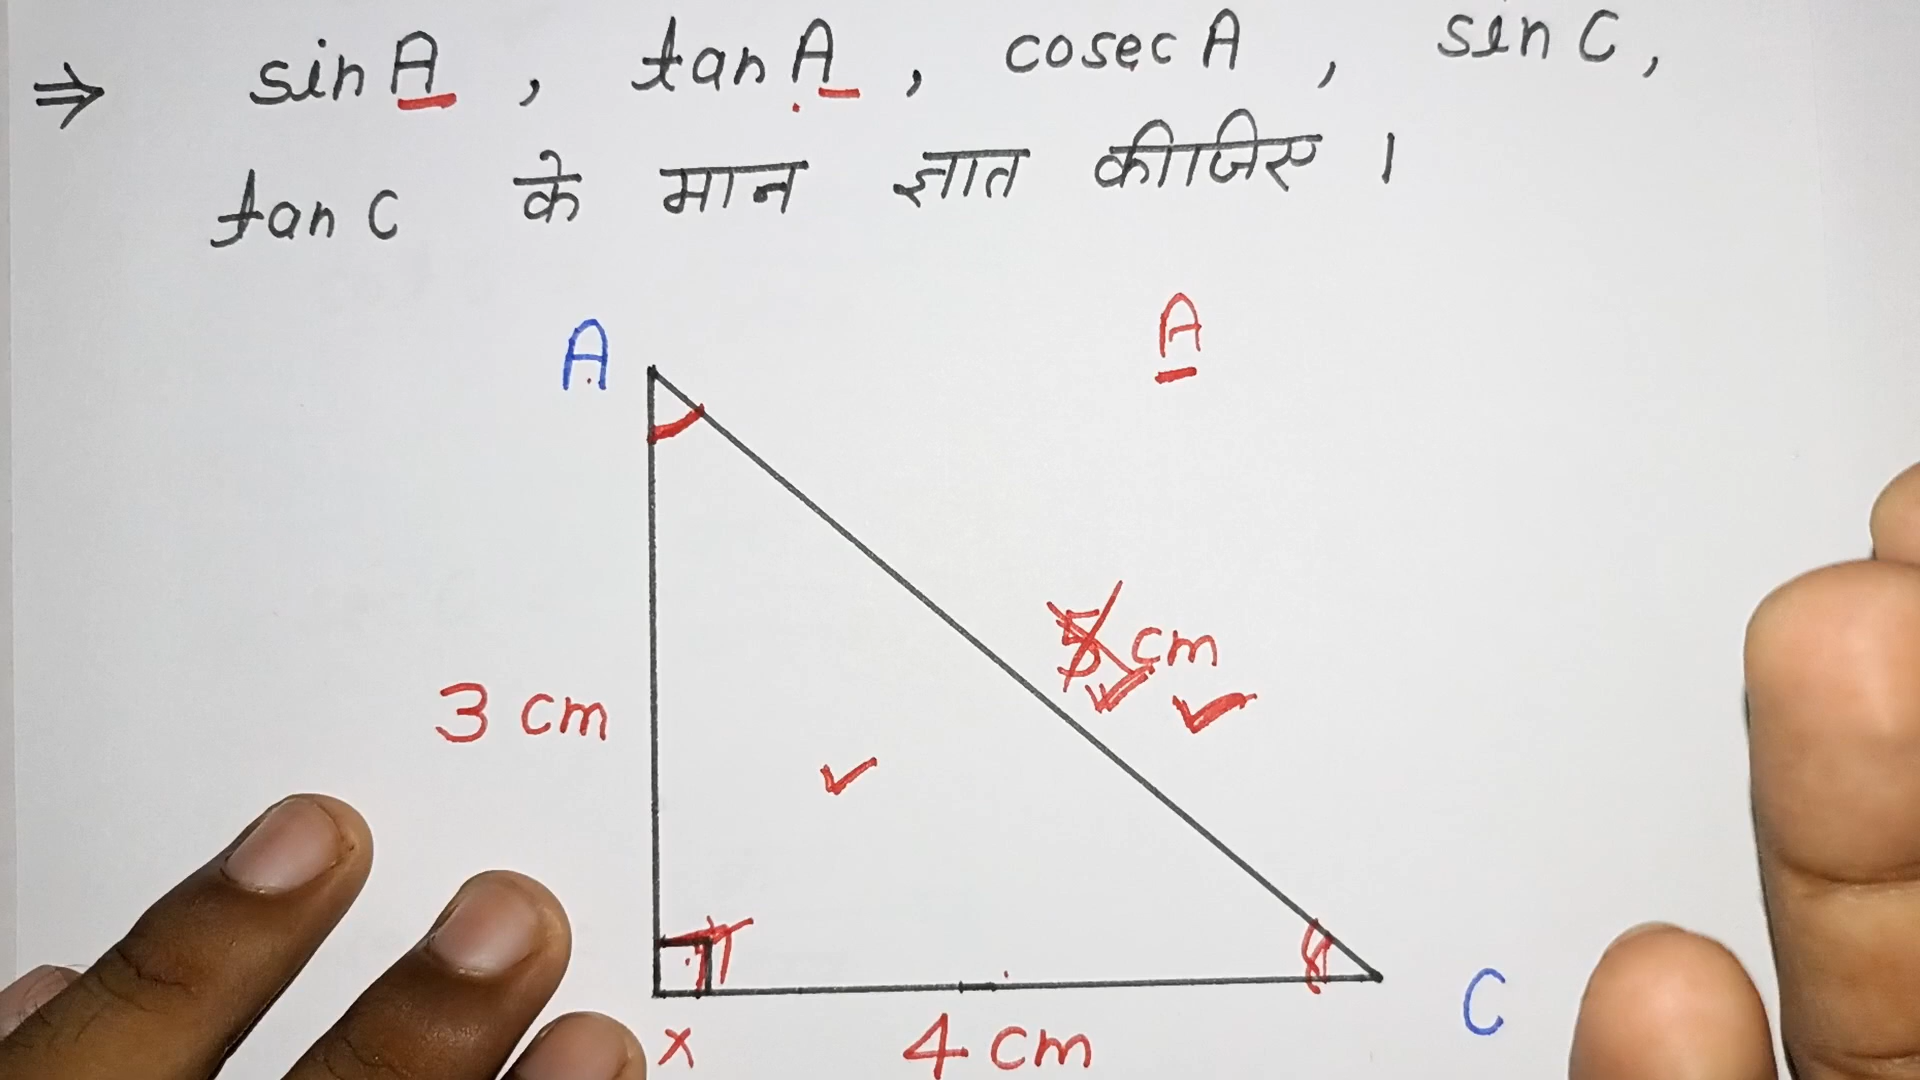 ⇒ sin A , tan A , cosec A , sin C ,
tan C के मान ज्ञात कीजिए ।
A
A
cm
3 cm
x
4 cm
C